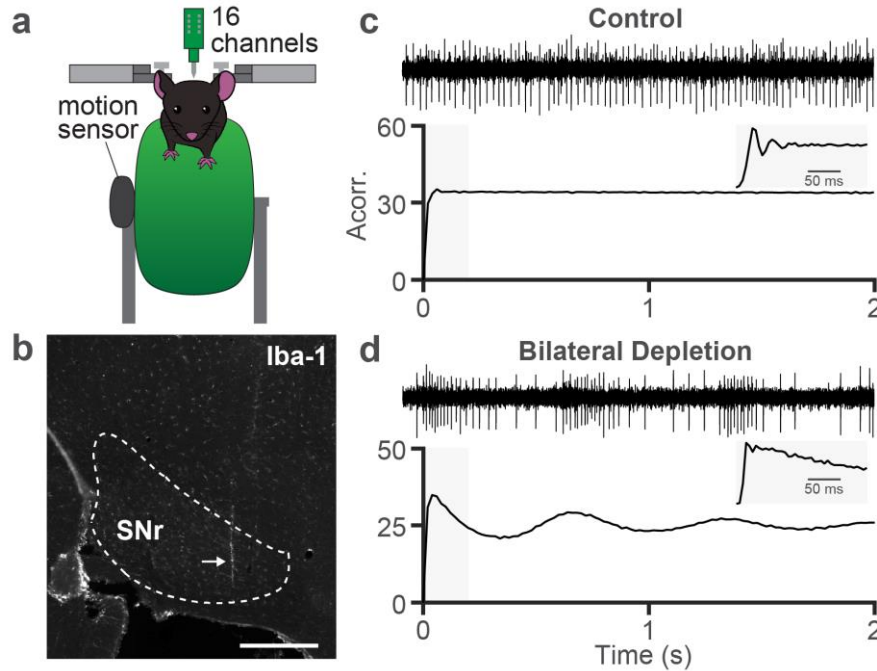 a
16
channels
motion
sensor
b
Iba-1
SNr
c
Control
60
30
0
Acorr.
50 ms
0
1
2
d
Bilateral Depletion
50
25
0
50 ms
0
1
2
Time (s)